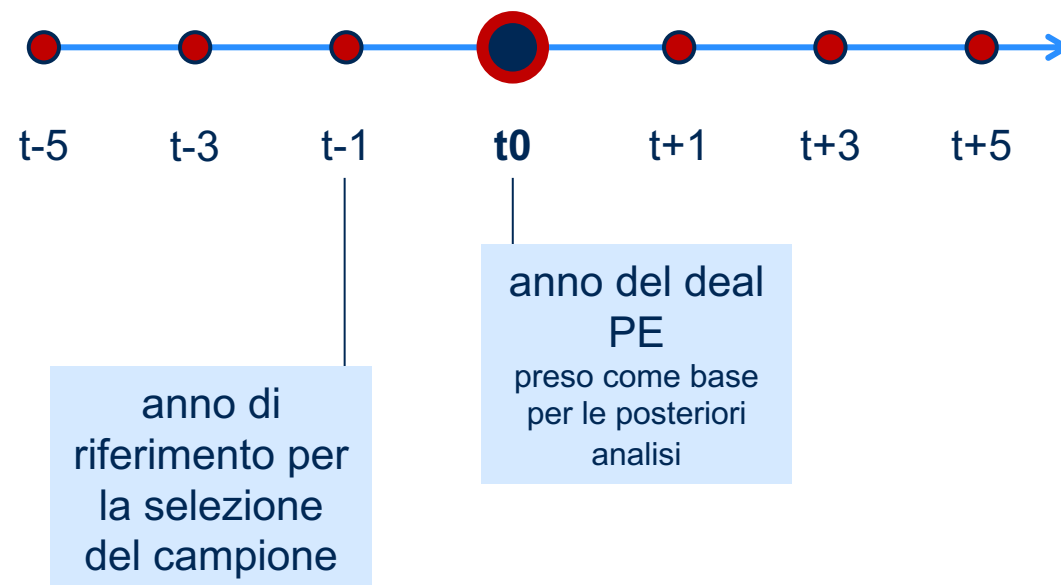 t-5 t-3 t-1 t0 t+1 t+3 t+5
anno del deal
PE
preso come base
per le posteriori
analisi
anno di
riferimento per
la selezione
del campione